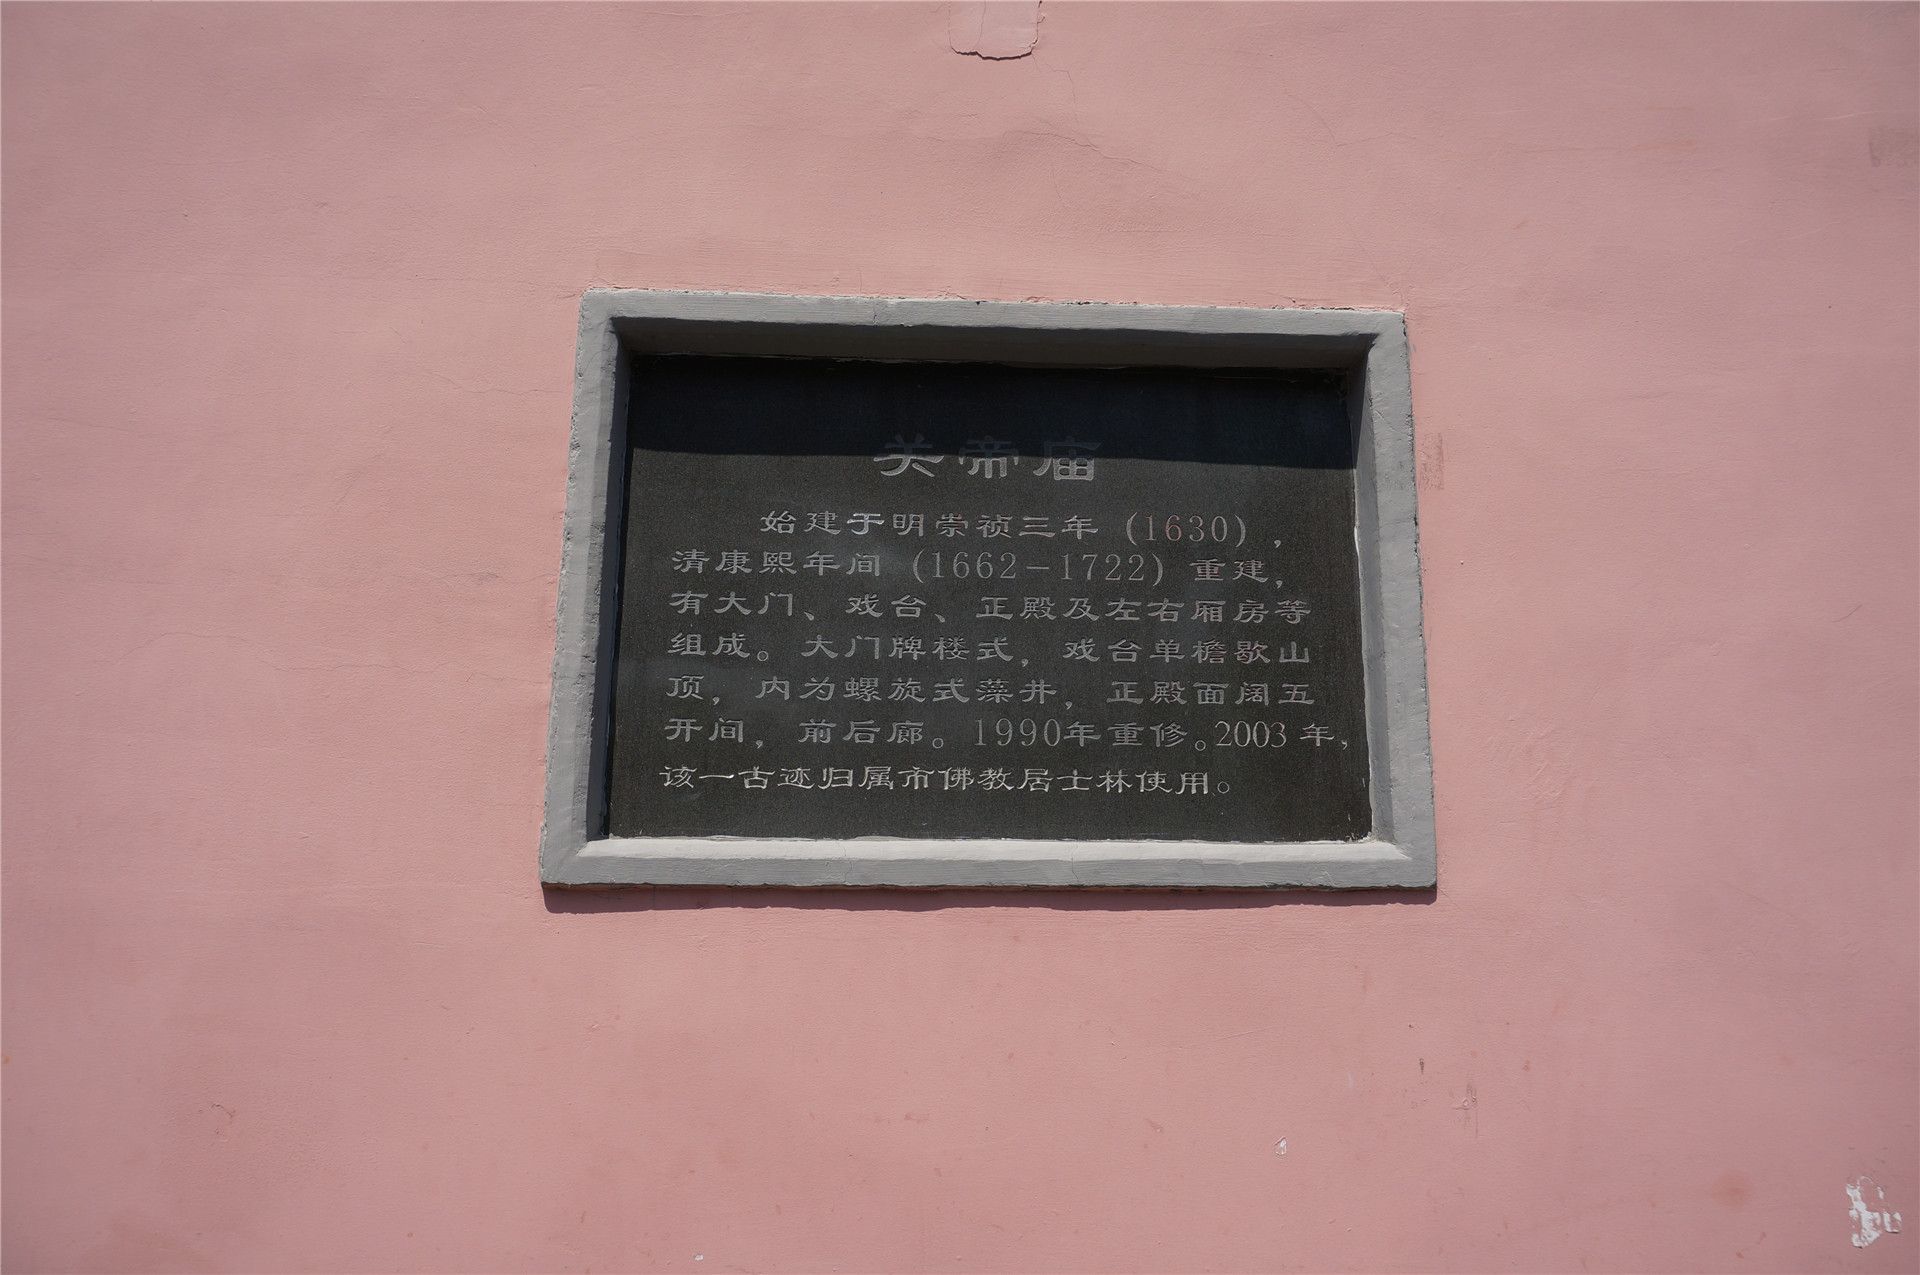 关帝庙
始建于明崇祯三年（1630），
清康熙年间（1662－1722）重建，
有大门、戏台、正殿及左右厢房等
组成。大门牌楼式，戏台单檐歇山
顶，内为螺旋式藻井，正殿面阔五
开间，前后廊。1990年重修。2003年，
该一古迹归属市佛教居士林使用。